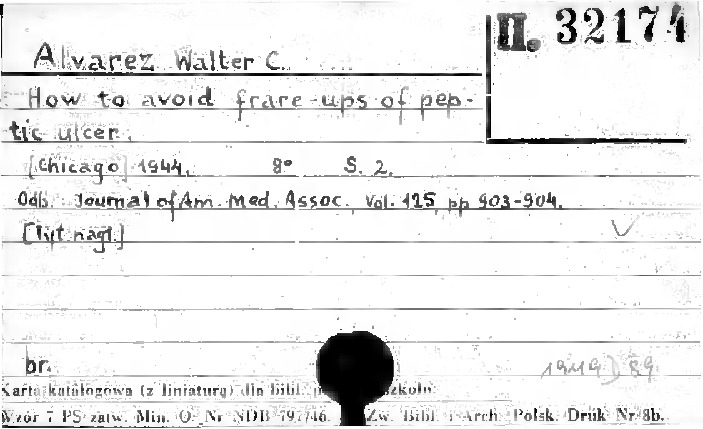 II. 32174
Alvarez Walter C.
How to avoid frare-ups of pep-
tic ulcer.
[Chicago] 1944. 8° S. 2.
Odb.: Journal of Am. Med. Assoc. Vol. 125 pp 903-904.
[Tyt. nagł.]
br.
1949) 89
Karta katalogowa (z liniaturą) dla bibl. szkoln.
Wzór 7 PS zatw. Min. O. Nr NDB 797/46. Zw. Bibl. i Arch. Polsk. Druk Nr 8b.